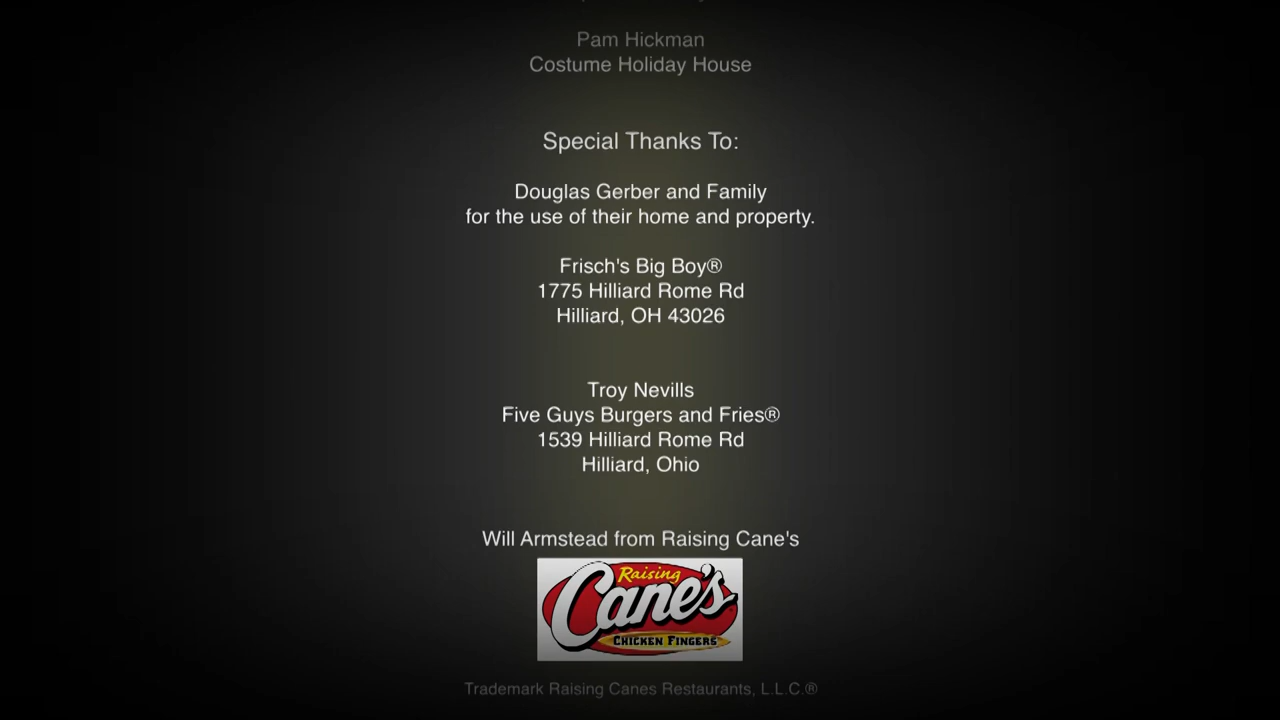 Pam Hickman
Costume Holiday House
Special Thanks To:
Douglas Gerber and Family
for the use of their home and property.
Frisch's Big Boy®
1775 Hilliard Rome Rd
Hilliard, OH 43026
Troy Nevills
Five Guys Burgers and Fries®
1539 Hilliard Rome Rd
Hilliard, Ohio
Will Armstead from Raising Cane's
Raising
Cane's
CHICKEN FINGERS
Trademark Raising Canes Restaurants, L.L.C.®